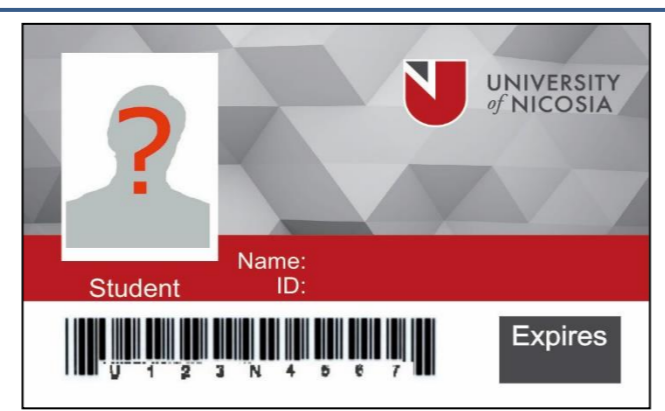 ?
UNIVERSITY
of NICOSIA
Name:
Student ID:
Expires
U 1 2 3 N 4 5 6 7